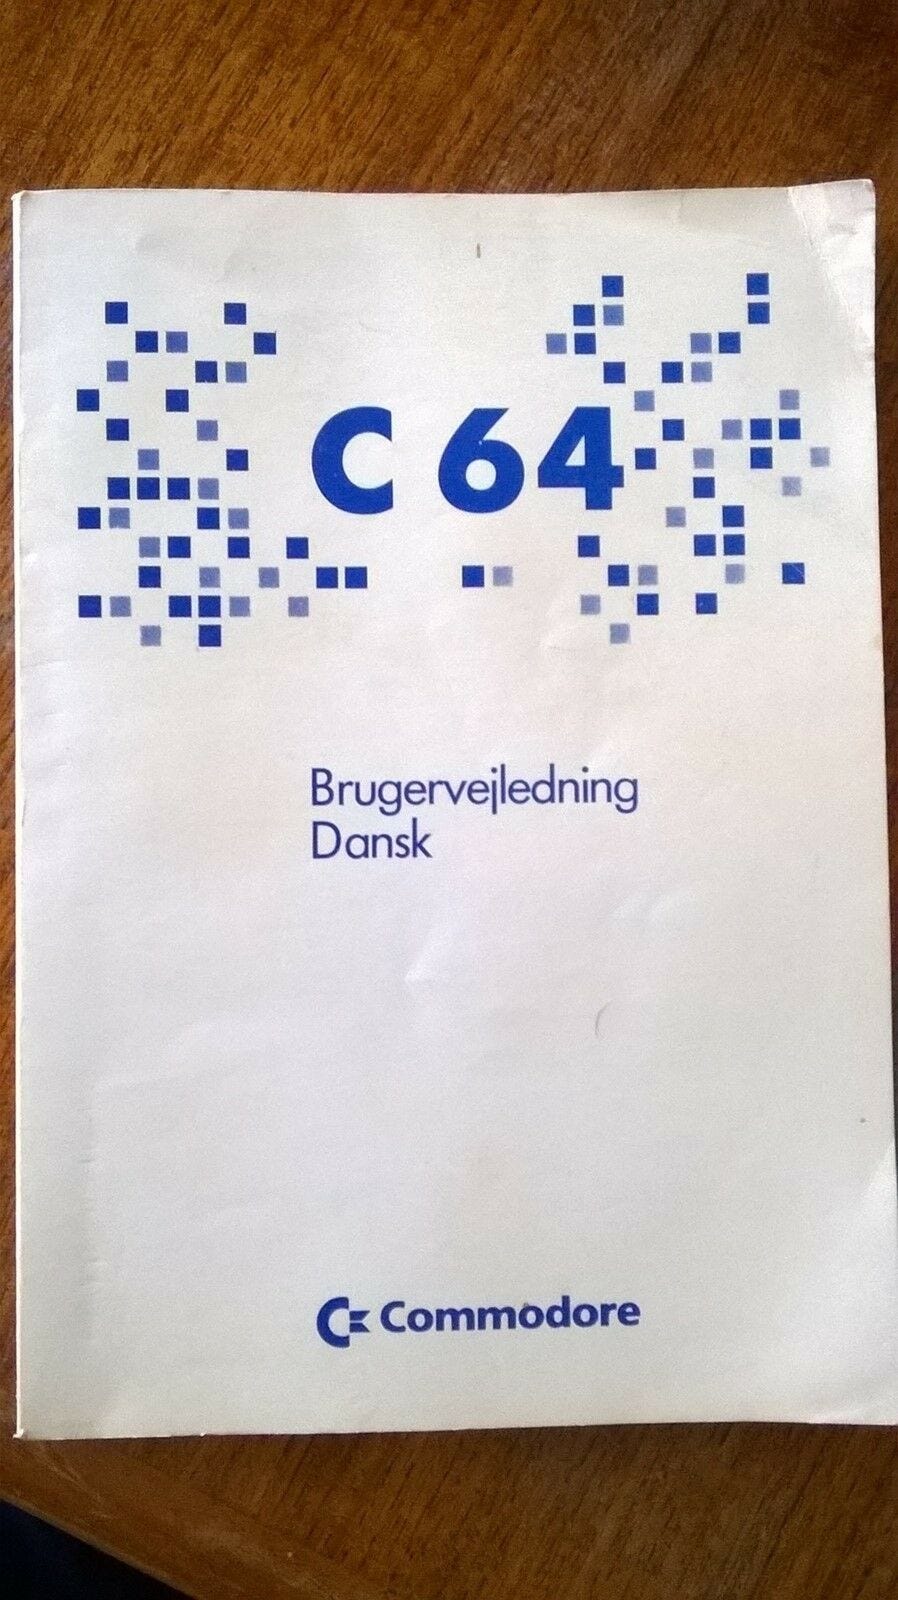 C 64
Brugervejledning
Dansk
Commodore